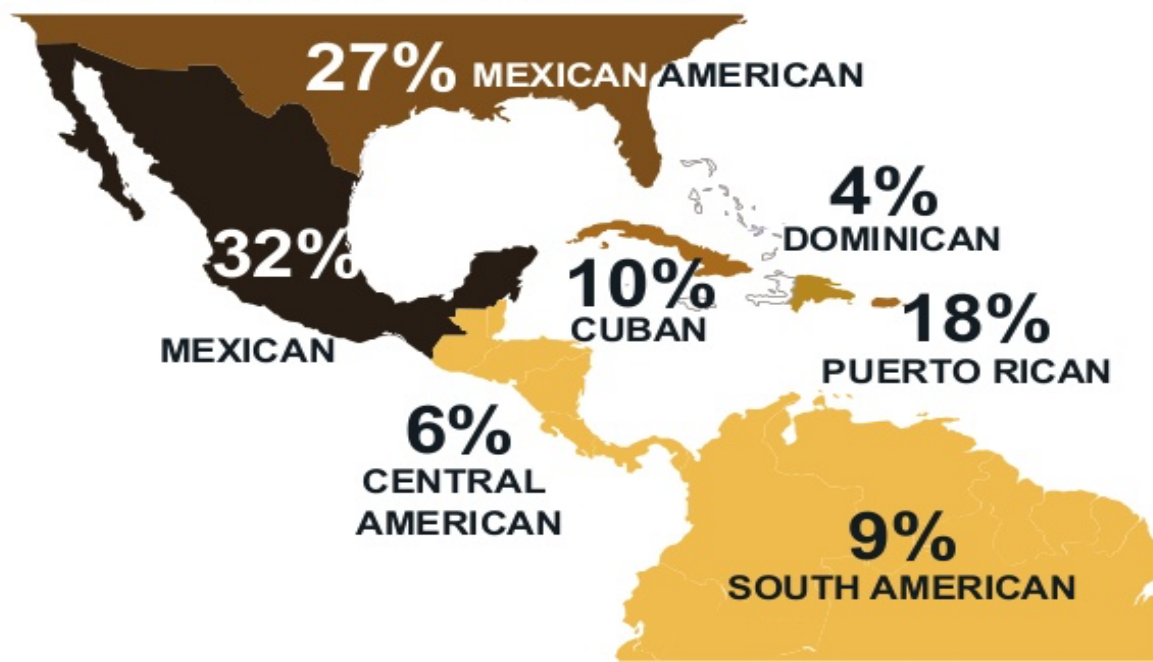 27% MEXICAN AMERICAN
4%
DOMINICAN
32%
10%
CUBAN
18%
PUERTO RICAN
MEXICAN
6%
CENTRAL
AMERICAN
9%
SOUTH AMERICAN